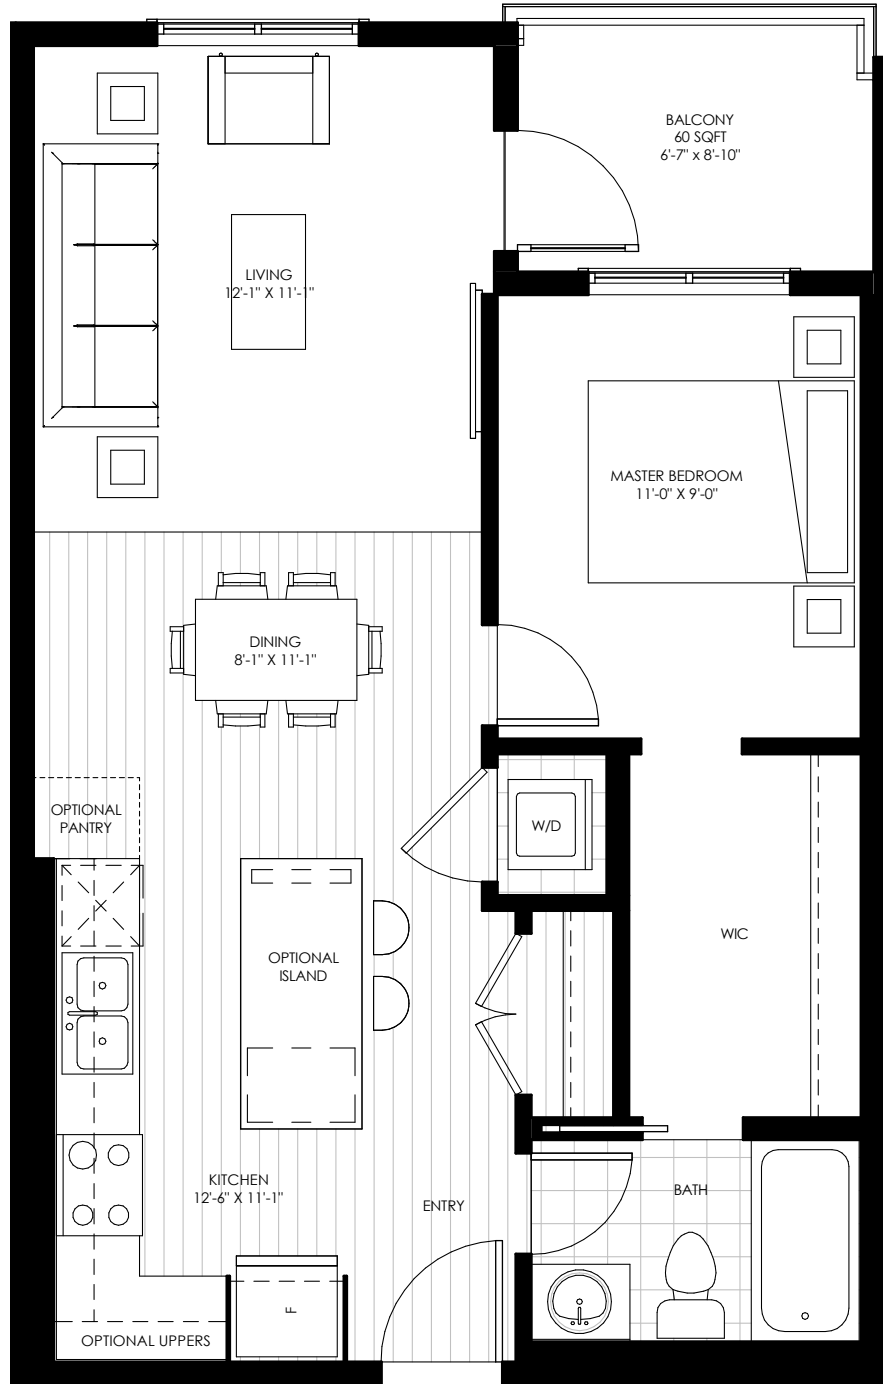 BALCONY
60 SQFT
6'-7" x 8'-10"
LIVING
12'-1" X 11'-1"
MASTER BEDROOM
11'-0" X 9'-0"
DINING
8'-1" X 11'-1"
OPTIONAL
PANTRY
W/D
WIC
OPTIONAL
ISLAND
KITCHEN
12'-6" X 11'-1"
ENTRY
BATH
F
OPTIONAL UPPERS